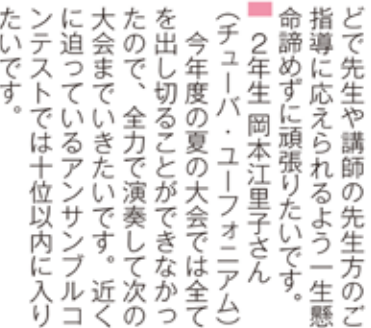 どで先生や講師の先生方のご
指導に応えられるよう一生懸
命諦めずに頑張りたいです。
2年生 岡本江里子さん
（チューバ・ユーフォニアム）
今年度の夏の大会では全て
を出し切ることができなかっ
たので、全力で演奏して次の
大会までいきたいです。近く
に迫っているアンサンブルコ
ンテストでは十位以内に入り
たいです。